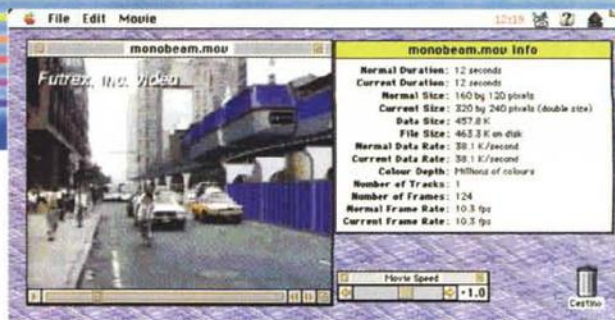 File Edit Movie
12:19
monobeam.mov
Futrex, Inc. video
monobeam.mov Info
Normal Duration: 12 seconds
Current Duration: 12 seconds
Normal Size: 160 by 120 pixels
Current Size: 320 by 240 pixels (double size)
Data Size: 457.8 K
File Size: 463.3 K on disk
Normal Data Rate: 38.1 K/second
Current Data Rate: 38.1 K/second
Colour Depth: Millions of colours
Number of Tracks: 1
Number of Frames: 124
Normal Frame Rate: 10.3 fps
Current Frame Rate: 10.3 fps
Movie Speed
+1.0
Cestino